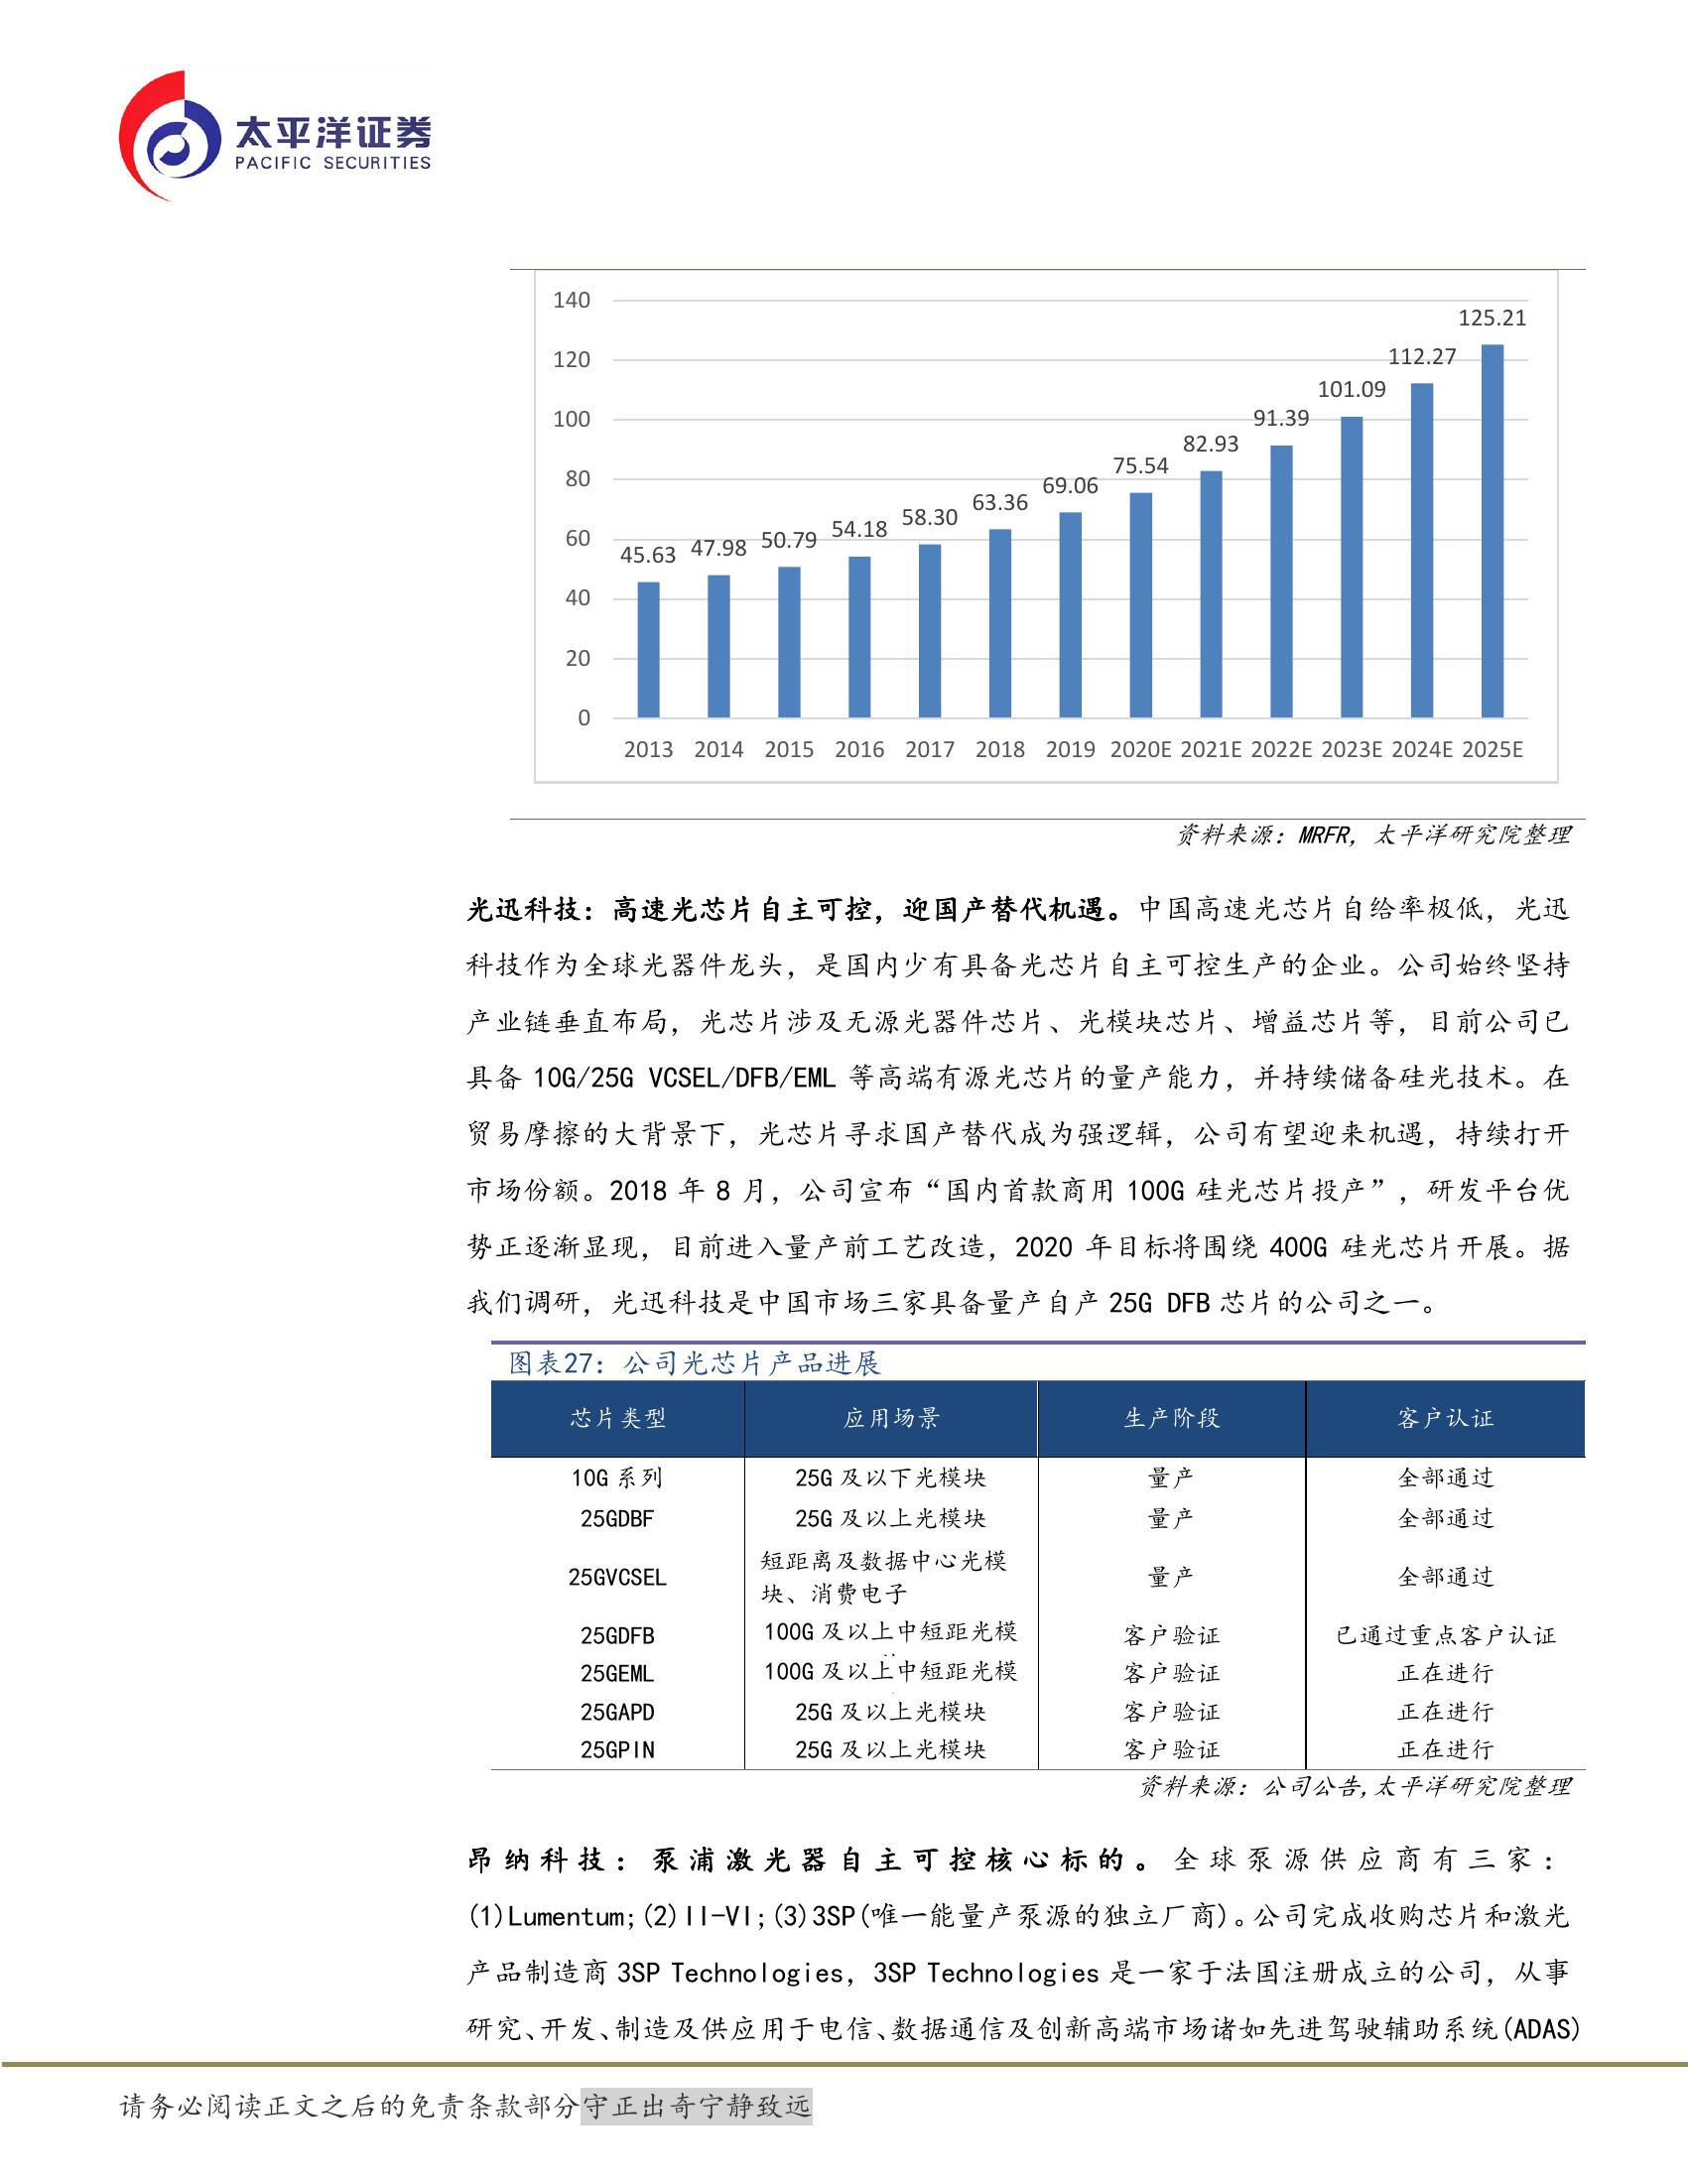 太平洋证券
PACIFIC SECURITIES
140
120
100
80
60
40
20
0
45.63
47.98
50.79
54.18
58.30
63.36
69.06
75.54
82.93
91.39
101.09
112.27
125.21
2013 2014 2015 2016 2017 2018 2019 2020E 2021E 2022E 2023E 2024E 2025E
资料来源：MRFR，太平洋研究院整理
光迅科技：高速光芯片自主可控，迎国产替代机遇。中国高速光芯片自给率极低，光迅
科技作为全球光器件龙头，是国内少有具备光芯片自主可控生产的企业。公司始终坚持
产业链垂直布局，光芯片涉及无源光器件芯片、光模块芯片、增益芯片等，目前公司已
具备 10G/25G VCSEL/DFB/EML 等高端有源光芯片的量产能力，并持续储备硅光技术。在
贸易摩擦的大背景下，光芯片寻求国产替代成为强逻辑，公司有望迎来机遇，持续打开
市场份额。2018 年 8 月，公司宣布“国内首款商用 100G 硅光芯片投产”，研发平台优
势正逐渐显现，目前进入量产前工艺改造，2020 年目标将围绕 400G 硅光芯片开展。据
我们调研，光迅科技是中国市场三家具备量产自产 25G DFB 芯片的公司之一。
图表27：公司光芯片产品进展
芯片类型 应用场景 生产阶段 客户认证
10G 系列 25G 及以下光模块 量产 全部通过
25GDBF 25G 及以上光模块 量产 全部通过
25GVCSEL 短距离及数据中心光模 量产 全部通过
块、消费电子
25GDFB 100G 及以上中短距光模 客户验证 已通过重点客户认证
25GEML 100G 及以上中短距光模 客户验证 正在进行
25GAPD 25G 及以上光模块 客户验证 正在进行
25GPIN 25G 及以上光模块 客户验证 正在进行
资料来源：公司公告,太平洋研究院整理
昂纳科技：泵浦激光器自主可控核心标的。全球泵源供应商有三家：
(1)Lumentum;(2)II-VI;(3)3SP(唯一能量产泵源的独立厂商)。公司完成收购芯片和激光
产品制造商 3SP Technologies，3SP Technologies 是一家于法国注册成立的公司，从事
研究、开发、制造及供应用于电信、数据通信及创新高端市场诸如先进驾驶辅助系统(ADAS)
请务必阅读正文之后的免责条款部分守正出奇宁静致远